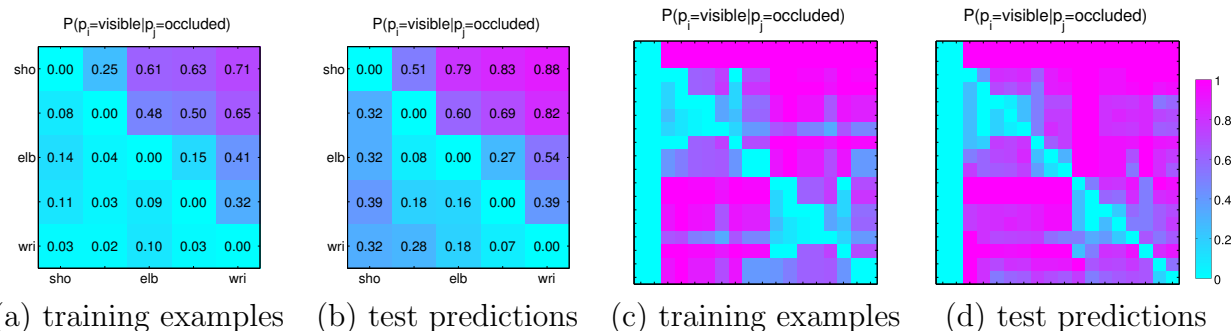 P(p_i=visible|p_j=occluded) P(p_i=visible|p_j=occluded) P(p_i=visible|p_j=occluded) P(p_i=visible|p_j=occluded)
sho 0.00 0.25 0.61 0.63 0.71
0.08 0.00 0.48 0.50 0.65
elb 0.14 0.04 0.00 0.15 0.41
0.11 0.03 0.09 0.00 0.32
wri 0.03 0.02 0.10 0.03 0.00
sho elb wri
sho 0.00 0.51 0.79 0.83 0.88
0.32 0.00 0.60 0.69 0.82
elb 0.32 0.08 0.00 0.27 0.54
0.39 0.18 0.16 0.00 0.39
wri 0.32 0.28 0.18 0.07 0.00
sho elb wri
1
0.8
0.6
0.4
0.2
0
(a) training examples (b) test predictions (c) training examples (d) test predictions